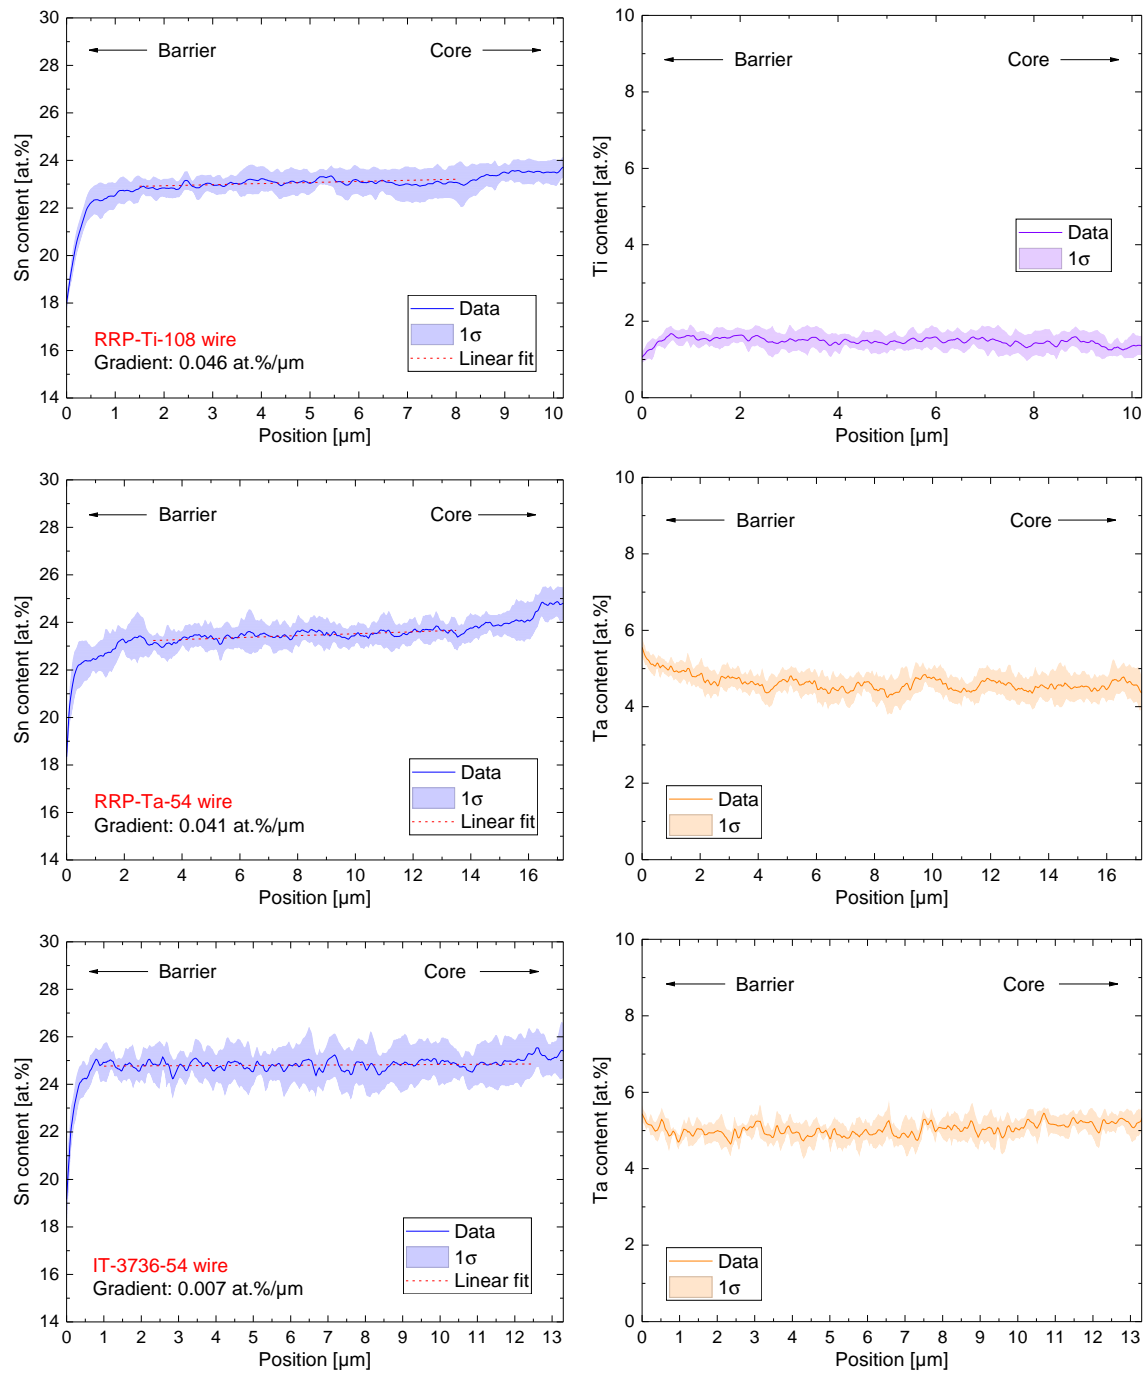 30
28
26
24
22
20
18
16
14
Sn content [at.%]
Barrier
Core
Data
1σ
Linear fit
RRP-Ti-108 wire
Gradient: 0.046 at.%/µm
0 1 2 3 4 5 6 7 8 9 10
Position [µm]
10
8
6
4
2
0
Ti content [at.%]
Barrier
Core
Data
1σ
0 2 4 6 8 10
Position [µm]
30
28
26
24
22
20
18
16
14
Sn content [at.%]
Barrier
Core
Data
1σ
Linear fit
RRP-Ta-54 wire
Gradient: 0.041 at.%/µm
0 2 4 6 8 10 12 14 16
Position [µm]
10
8
6
4
2
0
Ta content [at.%]
Barrier
Core
Data
1σ
0 2 4 6 8 10 12 14 16
Position [µm]
30
28
26
24
22
20
18
16
14
Sn content [at.%]
Barrier
Core
Data
1σ
Linear fit
IT-3736-54 wire
Gradient: 0.007 at.%/µm
0 1 2 3 4 5 6 7 8 9 10 11 12 13
Position [µm]
10
8
6
4
2
0
Ta content [at.%]
Barrier
Core
Data
1σ
0 1 2 3 4 5 6 7 8 9 10 11 12 13
Position [µm]